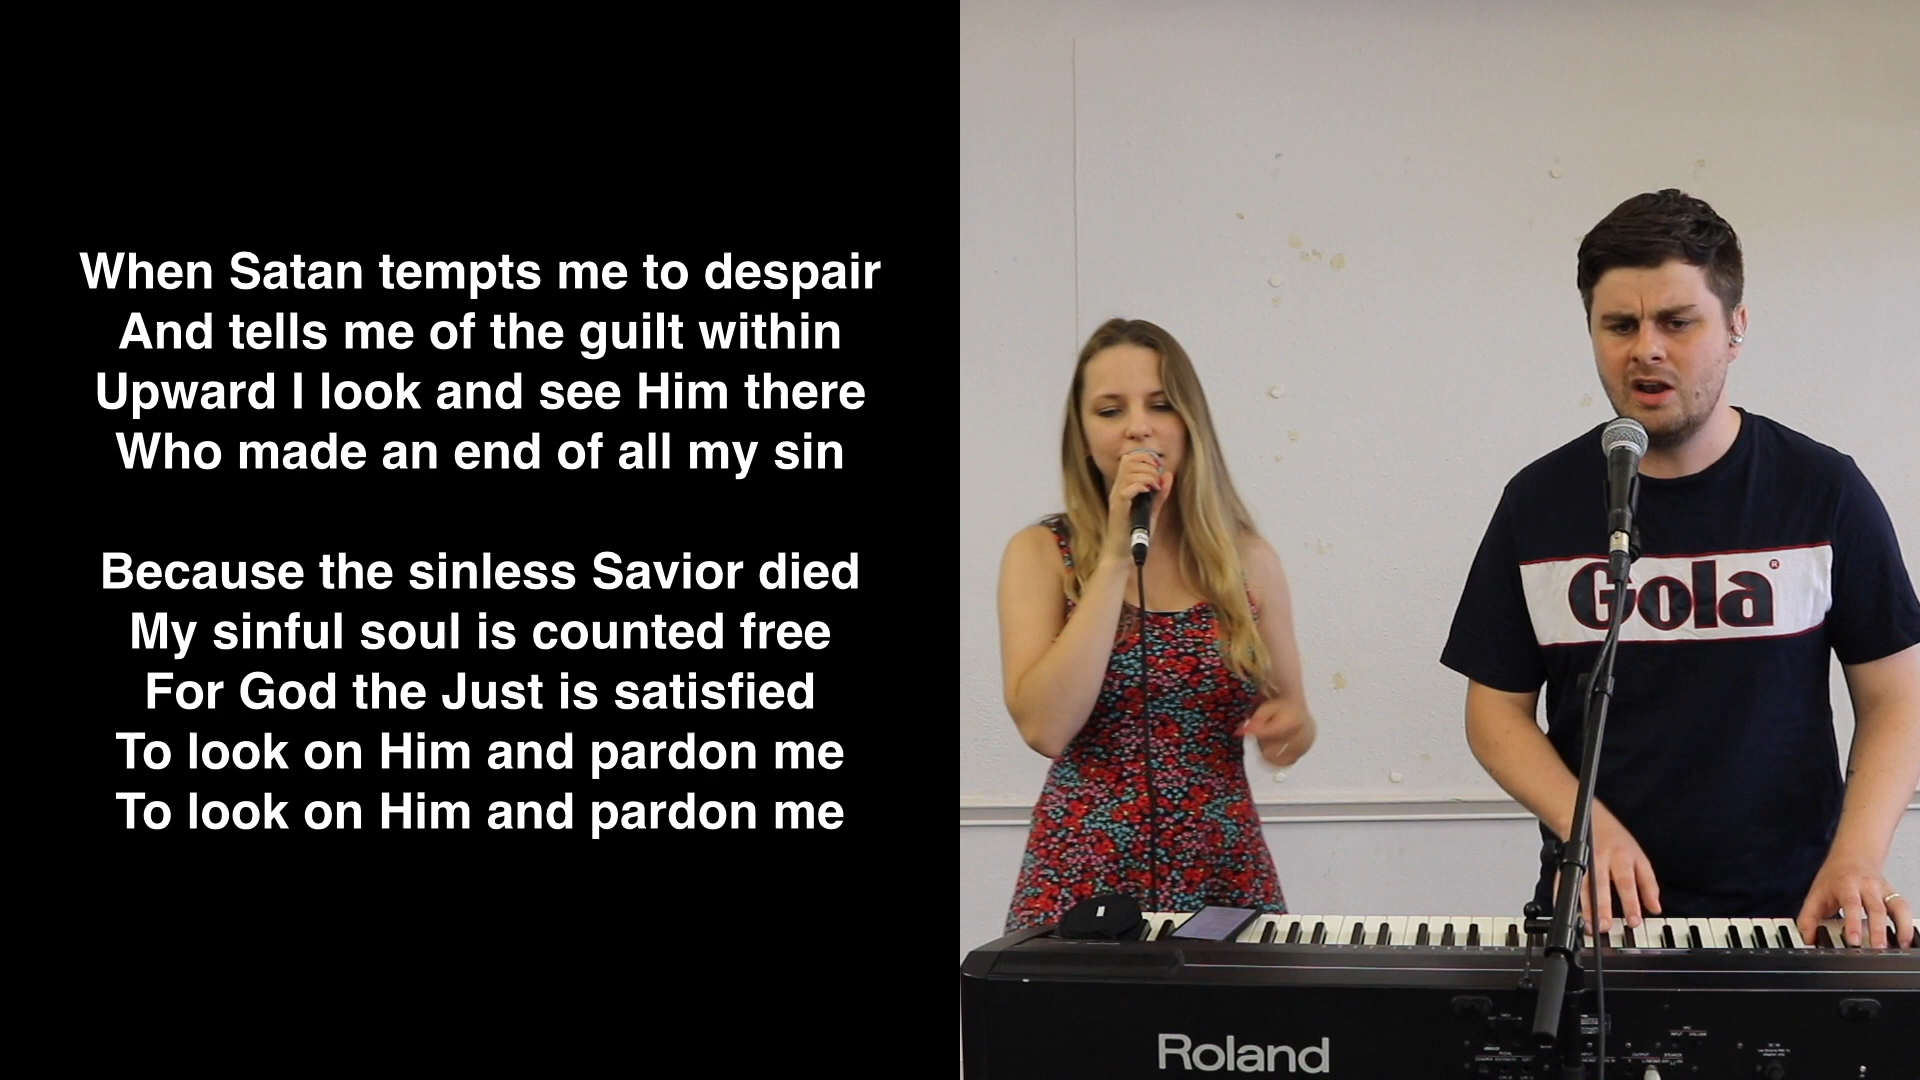 When Satan tempts me to despair
And tells me of the guilt within
Upward I look and see Him there
Who made an end of all my sin
Because the sinless Savior died
My sinful soul is counted free
For God the Just is satisfied
To look on Him and pardon me
To look on Him and pardon me
Gola®
Roland